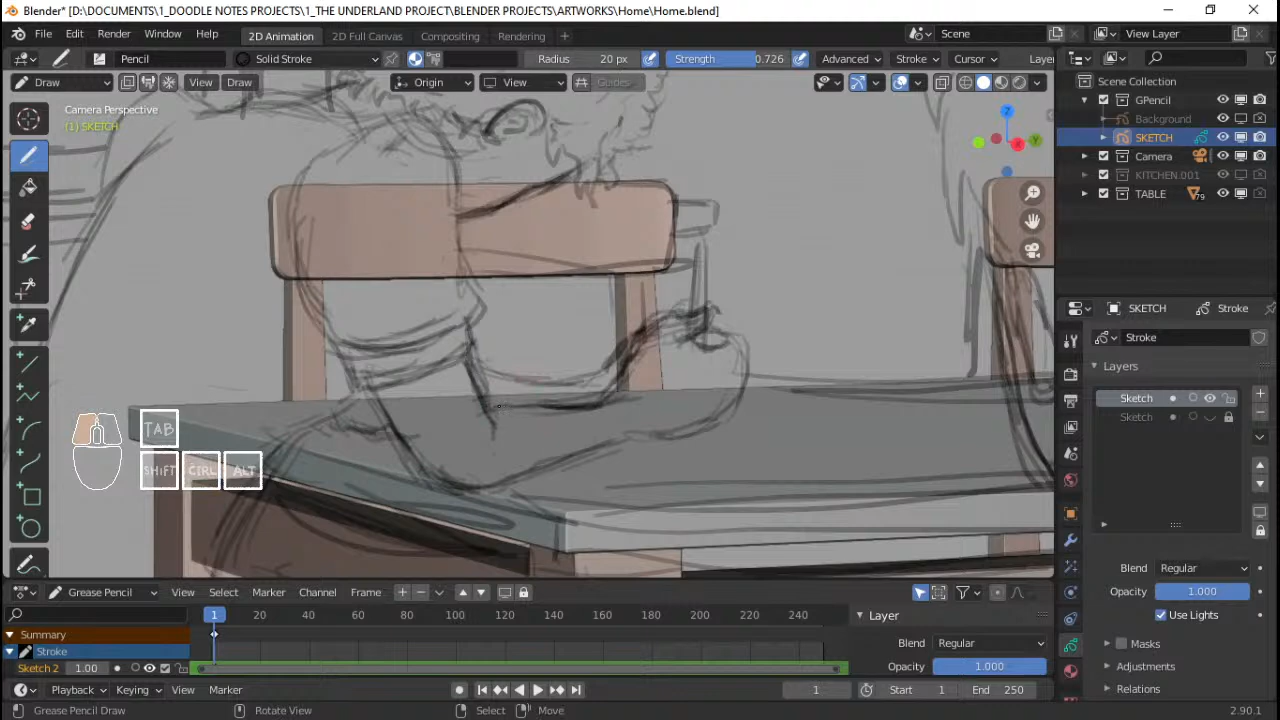 Blender* [D:\DOCUMENTS\1_DOODLE NOTES PROJECTS\1_THE UNDERLAND PROJECT\BLENDER PROJECTS\ARTWORKS\Home\Home.blend]
File Edit Render Window Help 2D Animation 2D Full Canvas Compositing Rendering + Scene View Layer
Pencil Solid Stroke Radius 20 px Strength 0.726 Advanced Stroke Cursor Laye
Draw View Draw Origin View Guides
Camera Perspective
(1) SKETCH
Scene Collection
GPencil
Background
SKETCH
Camera
KITCHEN.001
TABLE 79
Z
Y
X
SKETCH Stroke
Stroke
Layers
Sketch
Sketch
TAB
SHIFT CTRL ALT
Blend Regular
Opacity 1.000
Use Lights
Masks
Adjustments
Relations
Grease Pencil View Select Marker Channel Frame
1 20 40 60 80 100 120 140 160 180 200 220 240
Layer
Summary
Stroke
Sketch 2 1.00
Blend Regular
Opacity 1.000
Playback Keying View Marker 1 Start 1 End 250
Grease Pencil Draw Rotate View Select Move 2.90.1